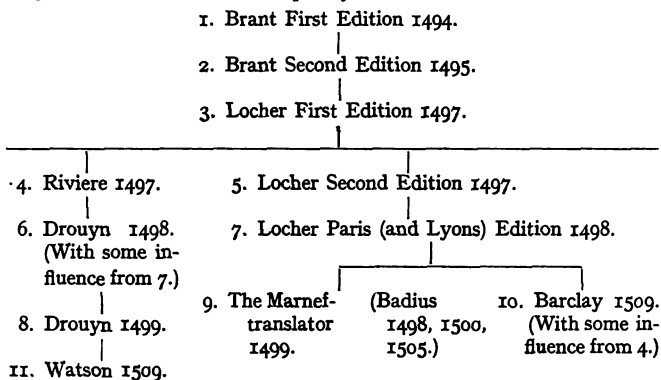 1. Brant First Edition 1494.
2. Brant Second Edition 1495.
3. Locher First Edition 1497.
4. Riviere 1497.
5. Locher Second Edition 1497.
6. Drouyn 1498.
(With some in-
fluence from 7.)
7. Locher Paris (and Lyons) Edition 1498.
8. Drouyn 1499.
9. The Marnef-
translator
1499.
(Badius
1498, 1500,
1505.)
10. Barclay 1509.
(With some in-
fluence from 4.)
11. Watson 1509.